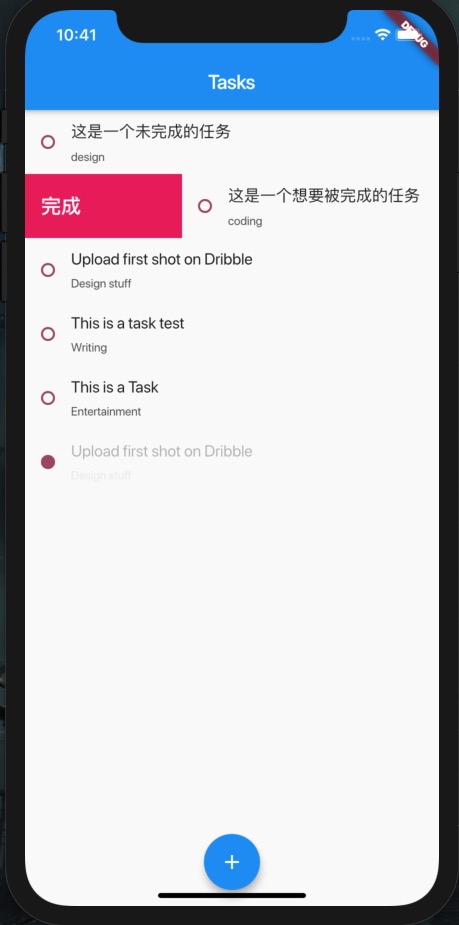 10:41
DEBUG
Tasks
这是一个未完成的任务
design
完成
这是一个想要被完成的任务
coding
Upload first shot on Dribble
Design stuff
This is a task test
Writing
This is a Task
Entertainment
Upload first shot on Dribble
Design stuff